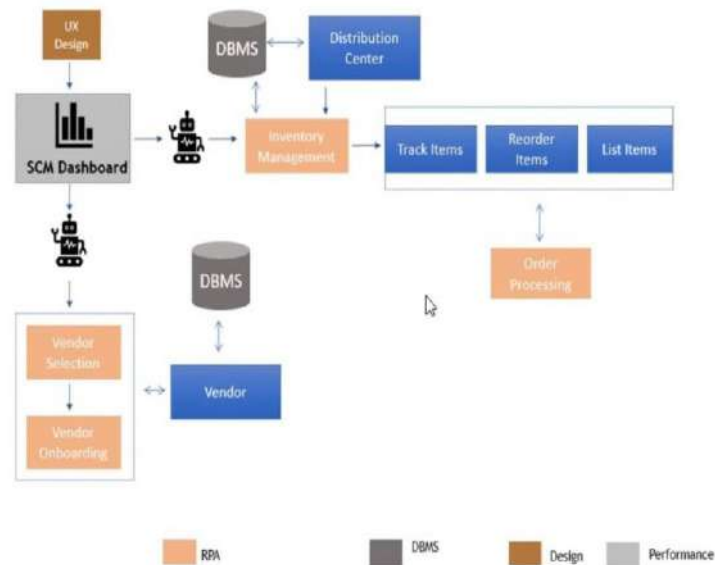 UX
Design
DBMS
Distribution
Center
SCM Dashboard
Inventory
Management
Track Items
Reorder
Items
List Items
Order
Processing
DBMS
Vendor
Selection
Vendor
Vendor
Onboarding
RPA
DBMS
Design
Performance